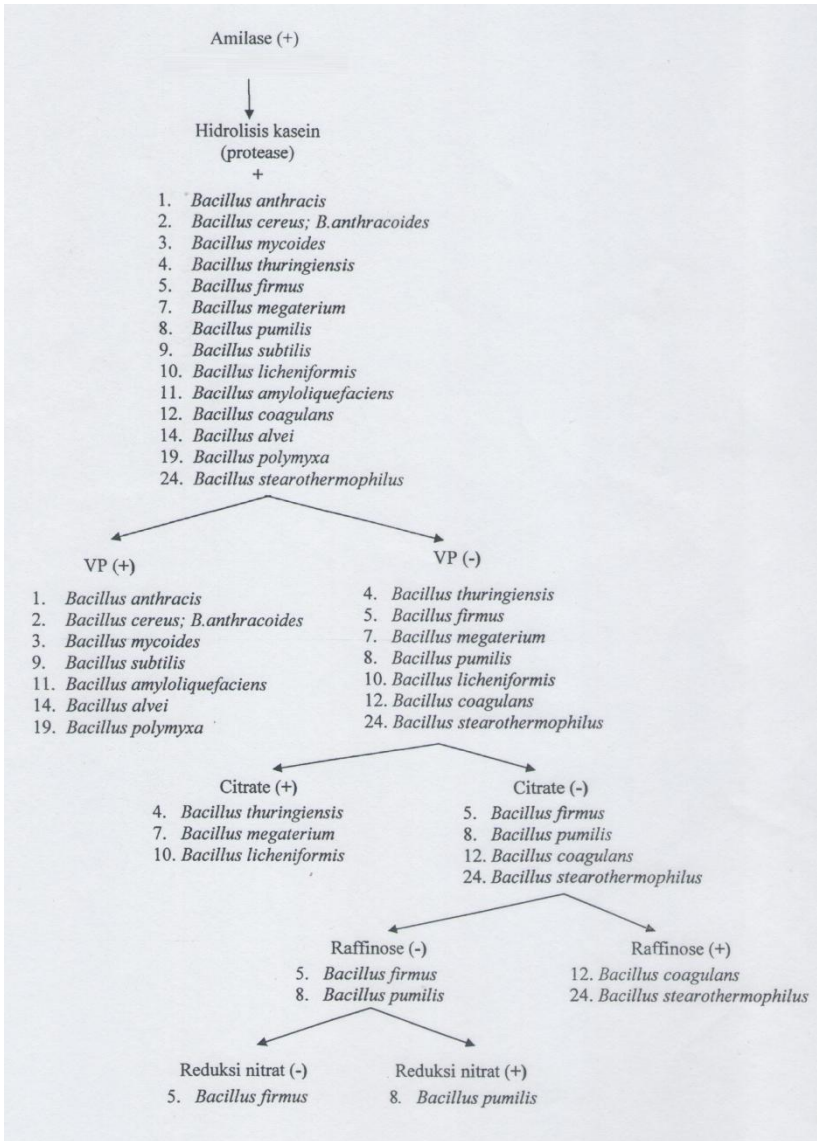 Amilase (+)
Hidrolisis kasein
(protease)
+
1. Bacillus anthracis
2. Bacillus cereus; B.anthracoides
3. Bacillus mycoides
4. Bacillus thuringiensis
5. Bacillus firmus
7. Bacillus megaterium
8. Bacillus pumilis
9. Bacillus subtilis
10. Bacillus licheniformis
11. Bacillus amyloliquefaciens
12. Bacillus coagulans
14. Bacillus alvei
19. Bacillus polymyxa
24. Bacillus stearothermophilus
VP (+)
1. Bacillus anthracis
2. Bacillus cereus; B.anthracoides
3. Bacillus mycoides
9. Bacillus subtilis
11. Bacillus amyloliquefaciens
14. Bacillus alvei
19. Bacillus polymyxa
VP (-)
4. Bacillus thuringiensis
5. Bacillus firmus
7. Bacillus megaterium
8. Bacillus pumilis
10. Bacillus licheniformis
12. Bacillus coagulans
24. Bacillus stearothermophilus
Citrate (+)
4. Bacillus thuringiensis
7. Bacillus megaterium
10. Bacillus licheniformis
Citrate (-)
5. Bacillus firmus
8. Bacillus pumilis
12. Bacillus coagulans
24. Bacillus stearothermophilus
Raffinose (-)
5. Bacillus firmus
8. Bacillus pumilis
Raffinose (+)
12. Bacillus coagulans
24. Bacillus stearothermophilus
Reduksi nitrat (-)
5. Bacillus firmus
Reduksi nitrat (+)
8. Bacillus pumilis